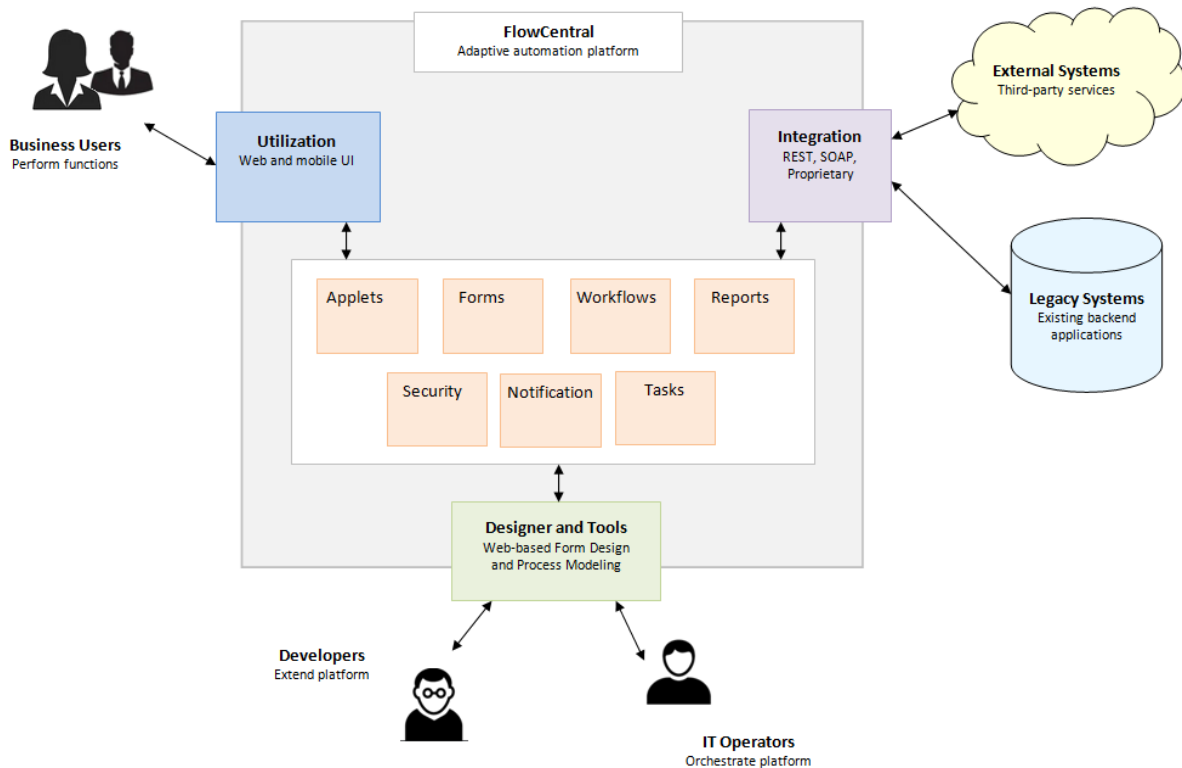 FlowCentral
Adaptive automation platform
External Systems
Third-party services
Business Users
Perform functions
Utilization
Web and mobile UI
Integration
REST, SOAP,
Proprietary
Legacy Systems
Existing backend
applications
Applets
Forms
Workflows
Reports
Security
Notification
Tasks
Designer and Tools
Web-based Form Design
and Process Modeling
Developers
Extend platform
IT Operators
Orchestrate platform